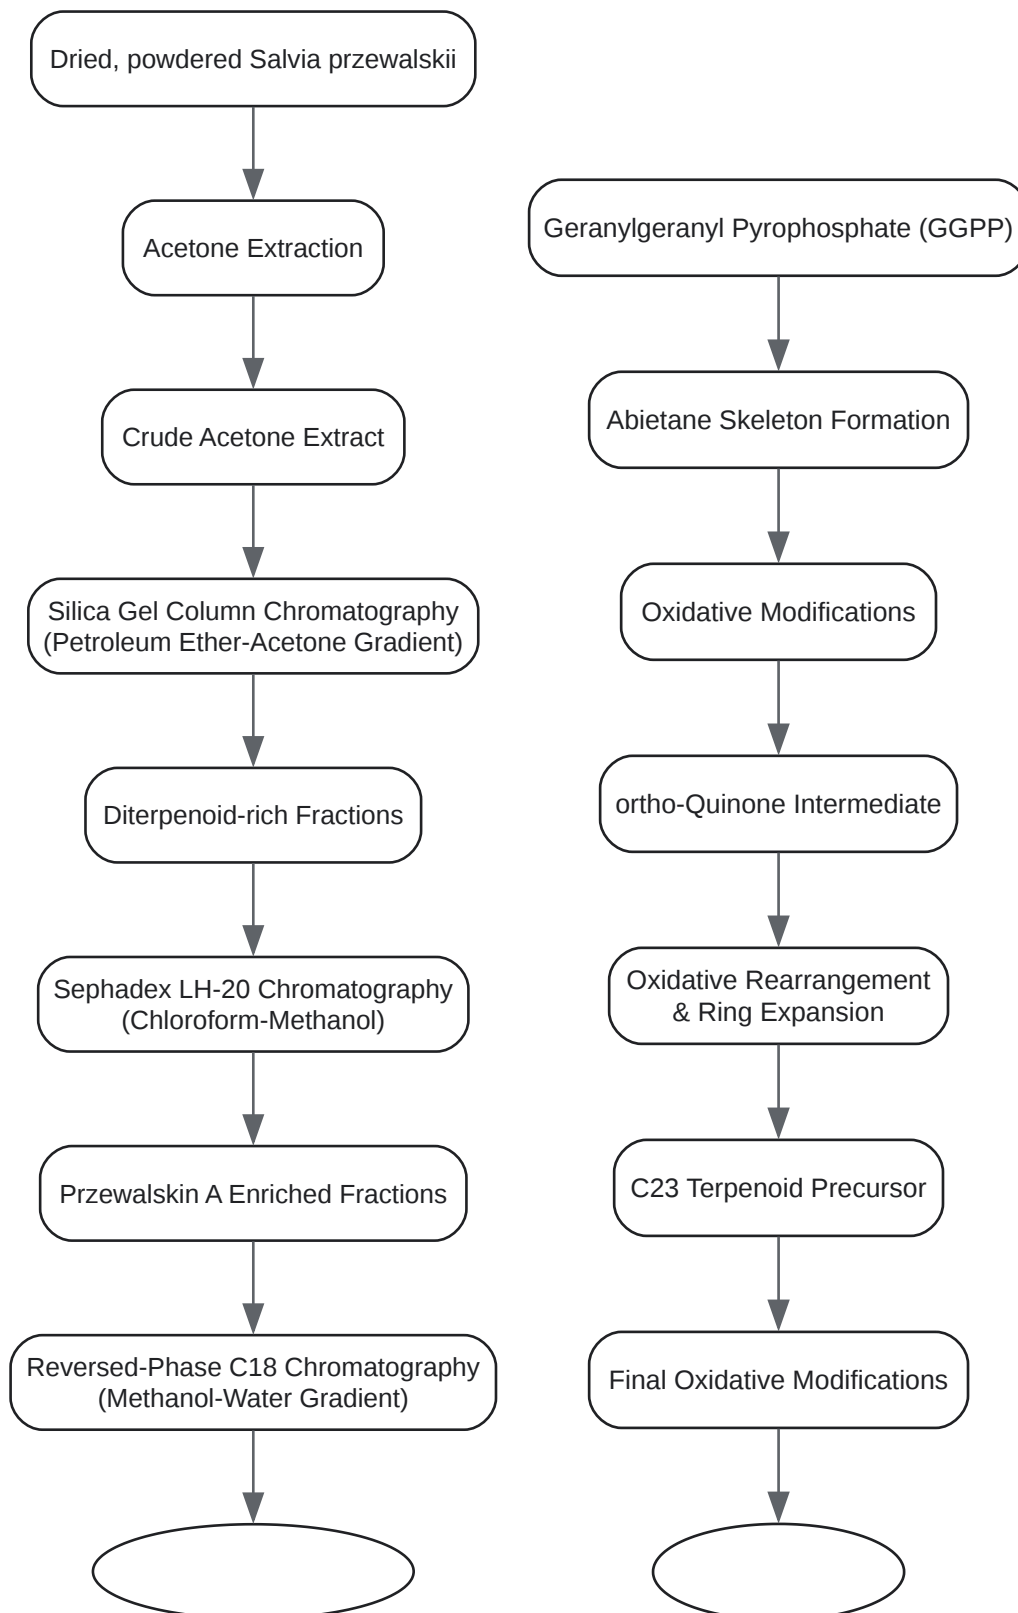 Dried, powdered Salvia przewalskii
Acetone Extraction
Crude Acetone Extract
Silica Gel Column Chromatography
(Petroleum Ether-Acetone Gradient)
Diterpenoid-rich Fractions
Sephadex LH-20 Chromatography
(Chloroform-Methanol)
Przewalskin A Enriched Fractions
Reversed-Phase C18 Chromatography
(Methanol-Water Gradient)
Geranylgeranyl Pyrophosphate (GGPP)
Abietane Skeleton Formation
Oxidative Modifications
ortho-Quinone Intermediate
Oxidative Rearrangement
& Ring Expansion
C23 Terpenoid Precursor
Final Oxidative Modifications